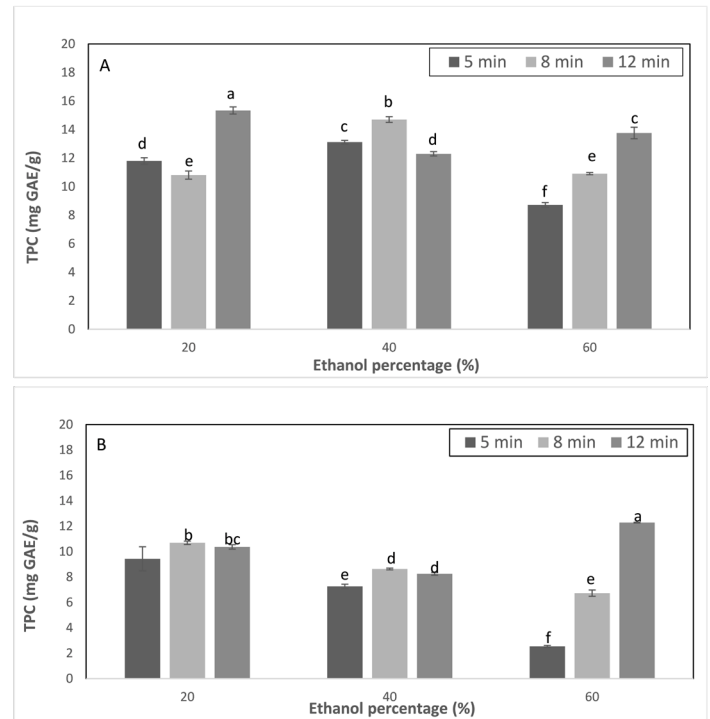 20
18
16
14
12
10
8
6
4
2
0
TPC (mg GAE/g)
A
5 min 8 min 12 min
d e a
c b d
f e c
20 40 60
Ethanol percentage (%)
20
18
16
14
12
10
8
6
4
2
0
TPC (mg GAE/g)
B
5 min 8 min 12 min
b bc
e d d
f e a
20 40 60
Ethanol percentage (%)